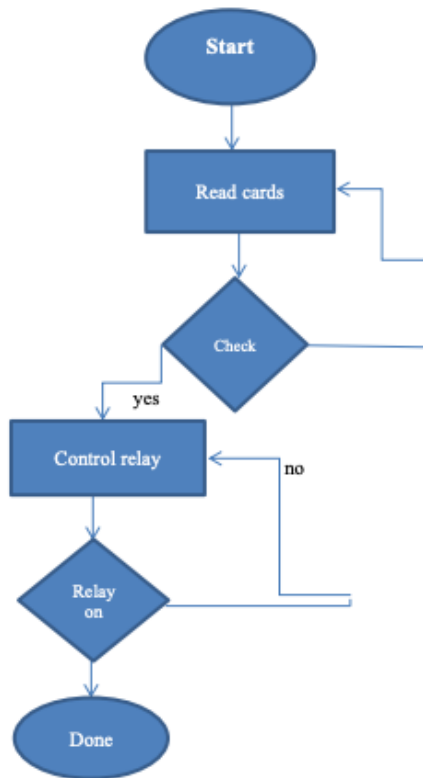 Start
Read cards
Check
yes
Control relay
no
Relay
on
Done